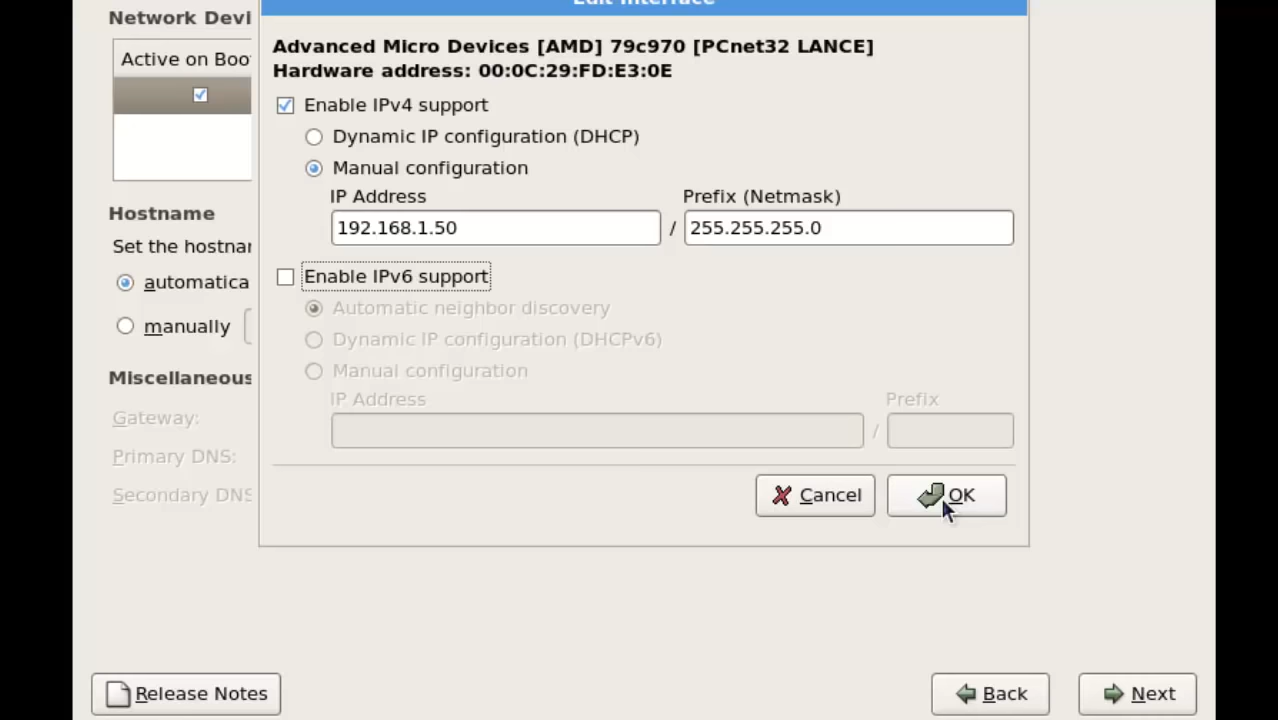 Edit Interface
Network Devi
Advanced Micro Devices [AMD] 79c970 [PCnet32 LANCE]
Hardware address: 00:0C:29:FD:E3:0E
Active on Boo
Enable IPv4 support
Dynamic IP configuration (DHCP)
Manual configuration
IP Address
Prefix (Netmask)
192.168.1.50 / 255.255.255.0
Hostname
Set the hostnar
Enable IPv6 support
automatica
Automatic neighbor discovery
manually
Dynamic IP configuration (DHCPv6)
Manual configuration
Miscellaneous
IP Address
Prefix
/
Gateway:
Primary DNS:
Secondary DNS
Cancel
OK
Release Notes
Back
Next